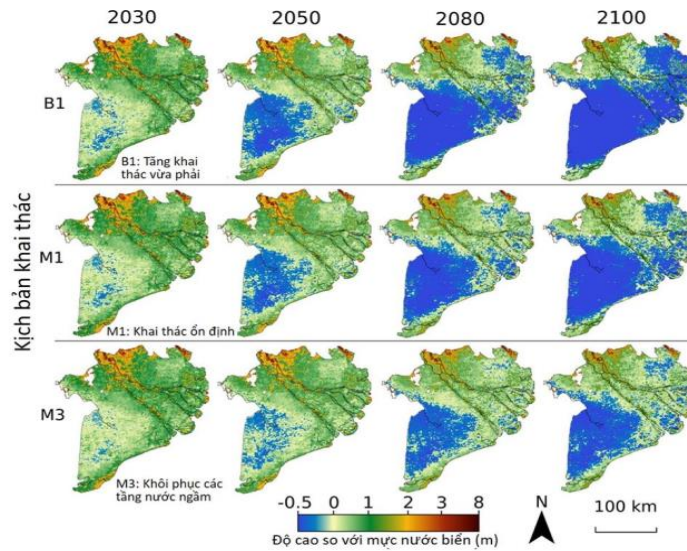 2030 2050 2080 2100
B1
B1: Tăng khai
thác vừa phải
Kịch bản khai thác
M1
M1: Khai thác ổn định
M3
M3: Khôi phục các
tầng nước ngầm
-0.5 0 1 2 3 8
Độ cao so với mực nước biển (m)
N
100 km